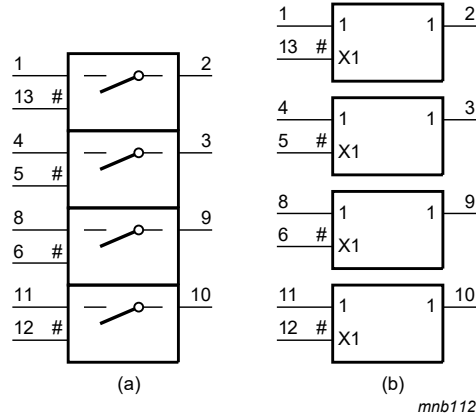 1 2
13 #
4 3
5 #
8 9
6 #
11 10
12 #
(a)
1 1 1 2
13 # X1
4 1 1 3
5 # X1
8 1 1 9
6 # X1
11 1 1 10
12 # X1
(b)
mnb112